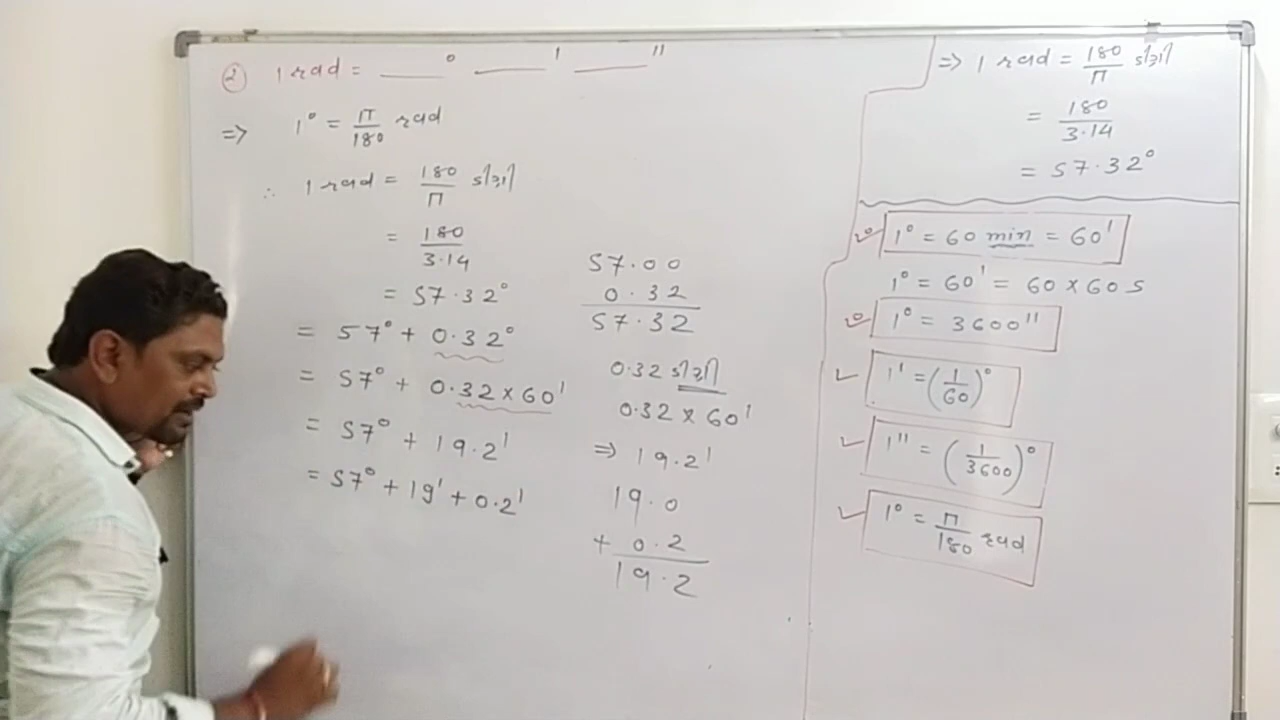 ② 1 rad = ____° ____' ____"
⇒ 1° = π/180 rad
∴ 1 rad = 180/π ડીગ્રી
= 180/3.14
= 57.32°
= 57° + 0.32°
= 57° + 0.32 × 60'
= 57° + 19.2'
= 57° + 19' + 0.2'
57.00
0.32
57.32
0.32 ડીગ્રી
0.32 × 60'
⇒ 19.2'
19.0
+ 0.2
19.2
⇒ 1 rad = 180/π ડીગ્રી
= 180/3.14
= 57.32°
1° = 60 min = 60'
1° = 60' = 60 × 60 s
1° = 3600"
1' = (1/60)°
1" = (1/3600)°
1° = π/180 rad